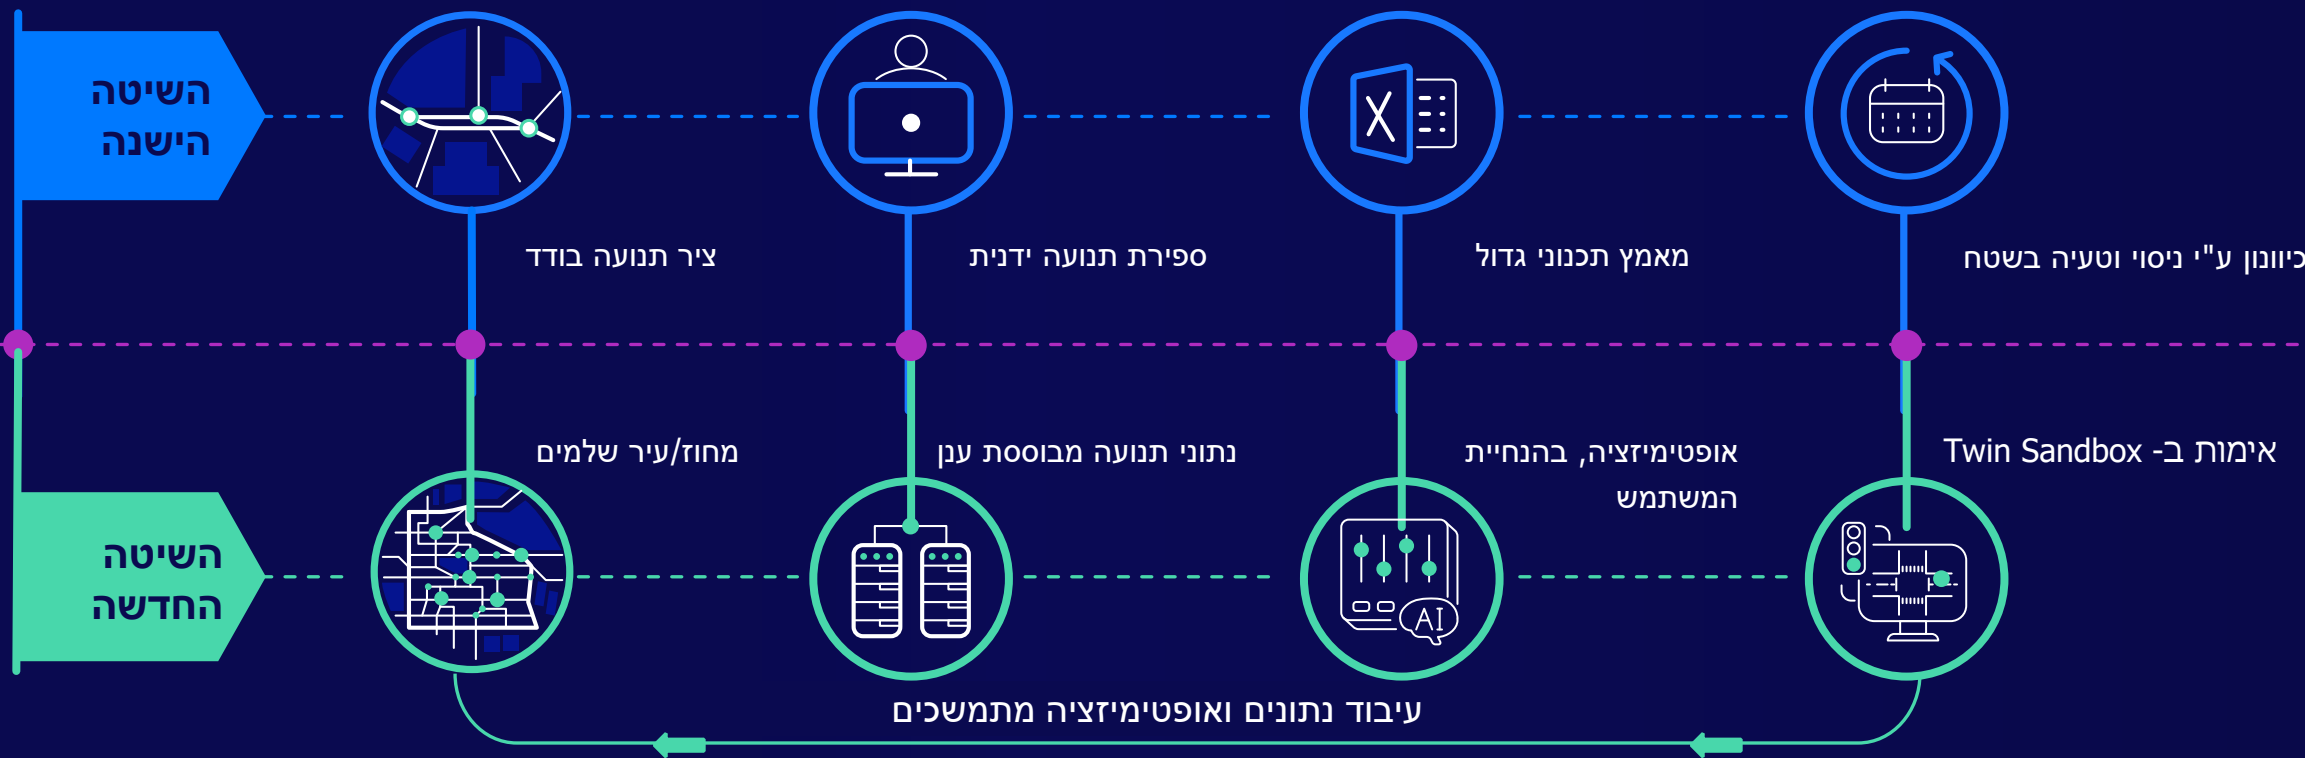 השיטה
הישנה
ציר תנועה בודד
ספירת תנועה ידנית
X
מאמץ תכנוני גדול
כיוונון ע"י ניסוי וטעיה בשטח
השיטה
החדשה
מחוז/עיר שלמים
נתוני תנועה מבוססת ענן
אופטימיזציה, בהנחיית
המשתמש
AI
אימות ב- Twin Sandbox
עיבוד נתונים ואופטימיזציה מתמשכים